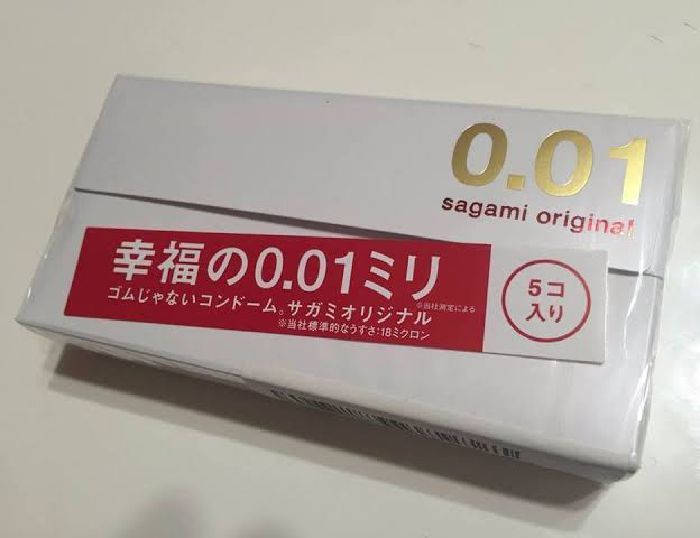 0.01
sagami original
幸福の0.01ミリ
※当社測定による
ゴムじゃないコンドーム。サガミオリジナル
※当社標準的なうすさ:18ミクロン
5コ
入り